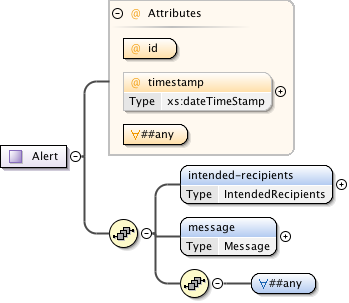 @ Attributes
@ id
@ timestamp
Type xs:dateTimeStamp
∀##any
Alert
intended-recipients
Type IntendedRecipients
message
Type Message
∀##any